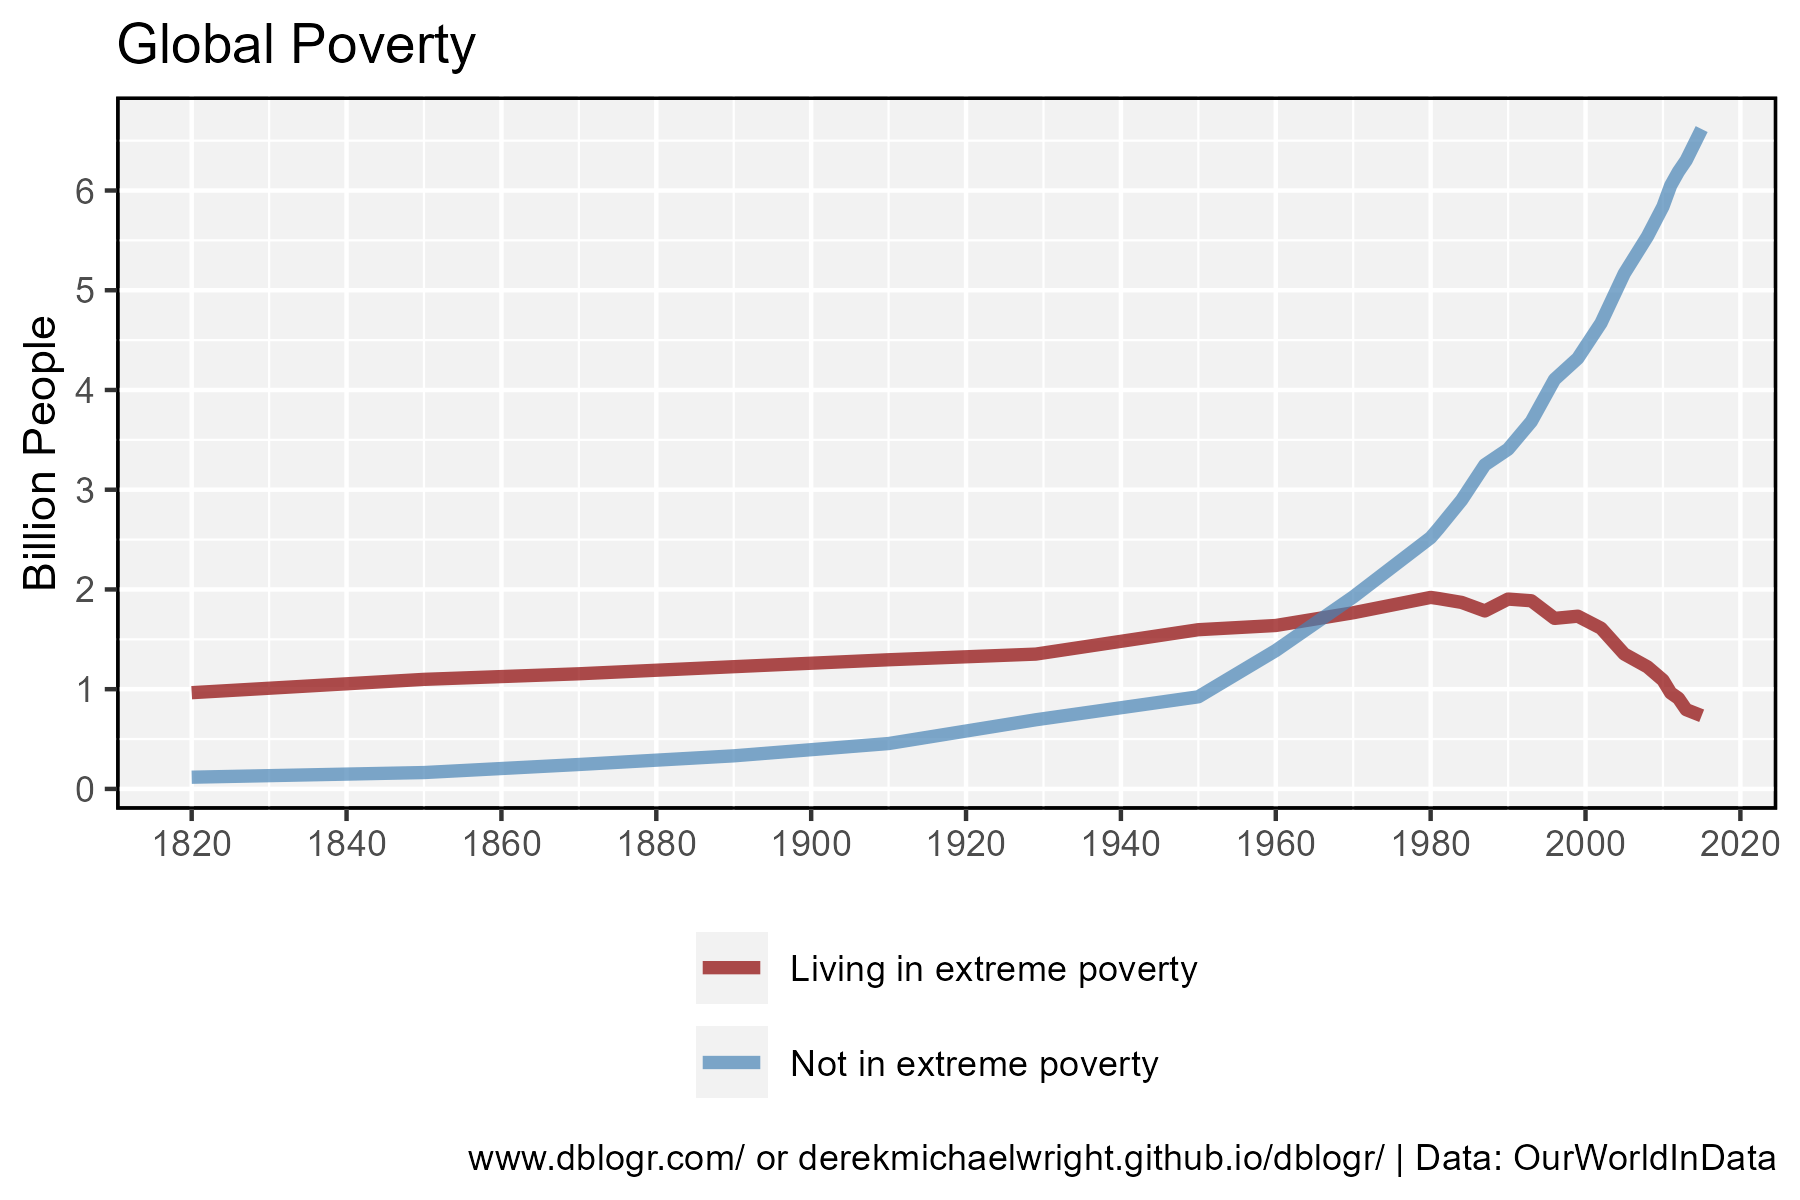 Global Poverty
Billion People
6
5
4
3
2
1
0
1820 1840 1860 1880 1900 1920 1940 1960 1980 2000 2020
Living in extreme poverty
Not in extreme poverty
www.dblogr.com/ or derekmichaelwright.github.io/dblogr/ | Data: OurWorldInData